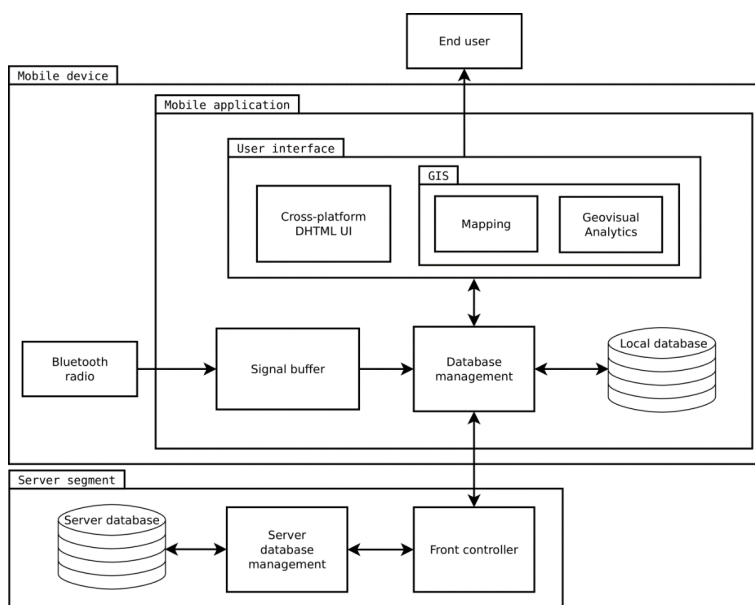 End user
Mobile device
Mobile application
User interface
GIS
Cross-platform
DHTML UI
Mapping
Geovisual
Analytics
Bluetooth
radio
Signal buffer
Database
management
Local database
Server segment
Server database
Server
database
management
Front controller